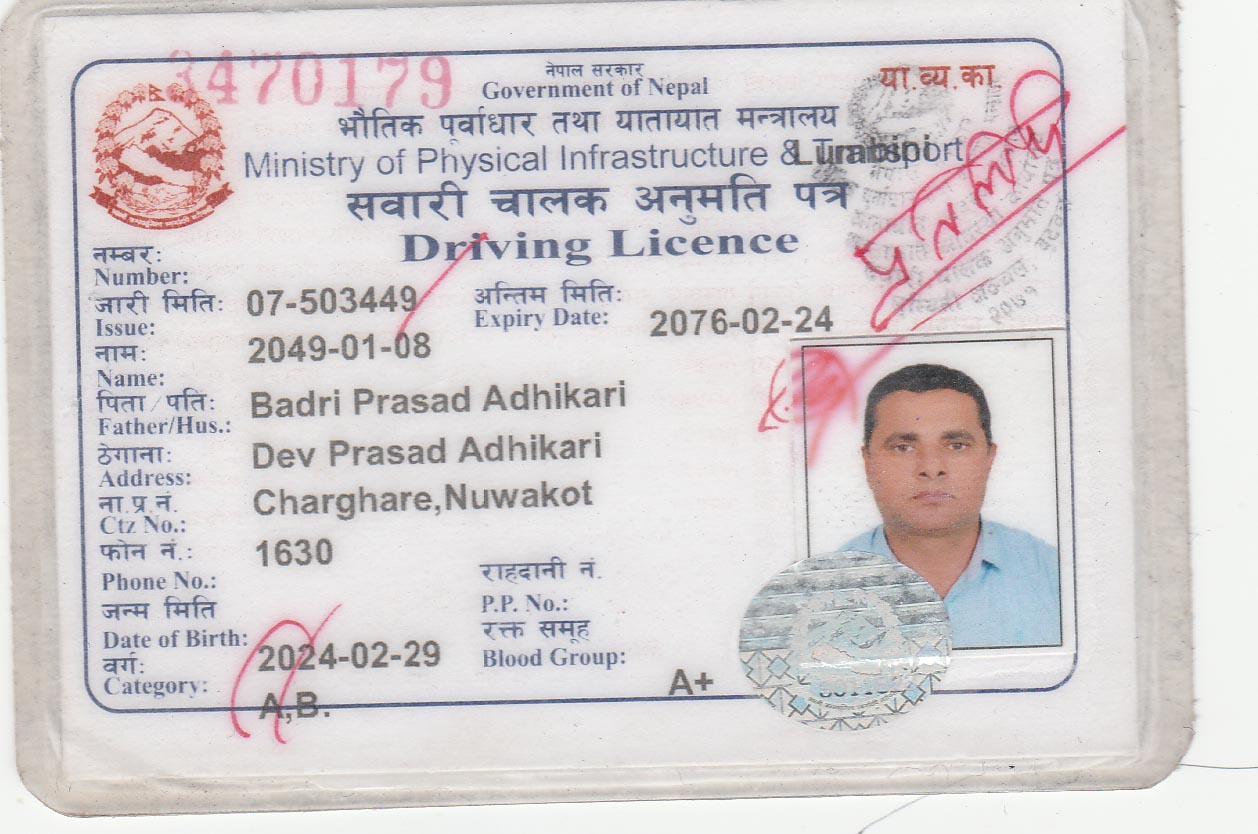 3470179
नेपाल सरकार
Government of Nepal
या.व्य.का.
भौतिक पूर्वाधार तथा यातायात मन्त्रालय
Ministry of Physical Infrastructure & Transport
Lumbini
सवारी चालक अनुमति पत्र
Driving Licence
प्रतिलिपि
नम्बर:
Number: 07-503449
जारी मिति:
Issue: 2049-01-08
अन्तिम मिति:
Expiry Date: 2076-02-24
नाम:
Name: Badri Prasad Adhikari
पिता/पति:
Father/Hus.: Dev Prasad Adhikari
ठेगाना:
Address: Charghare,Nuwakot
ना.प्र.नं.
Ctz No.: 1630
फोन नं.:
Phone No.:
राहदानी नं.
P.P. No.:
जन्म मिति
Date of Birth: 2024-02-29
रक्त समूह
Blood Group: A+
वर्ग:
Category: A,B.